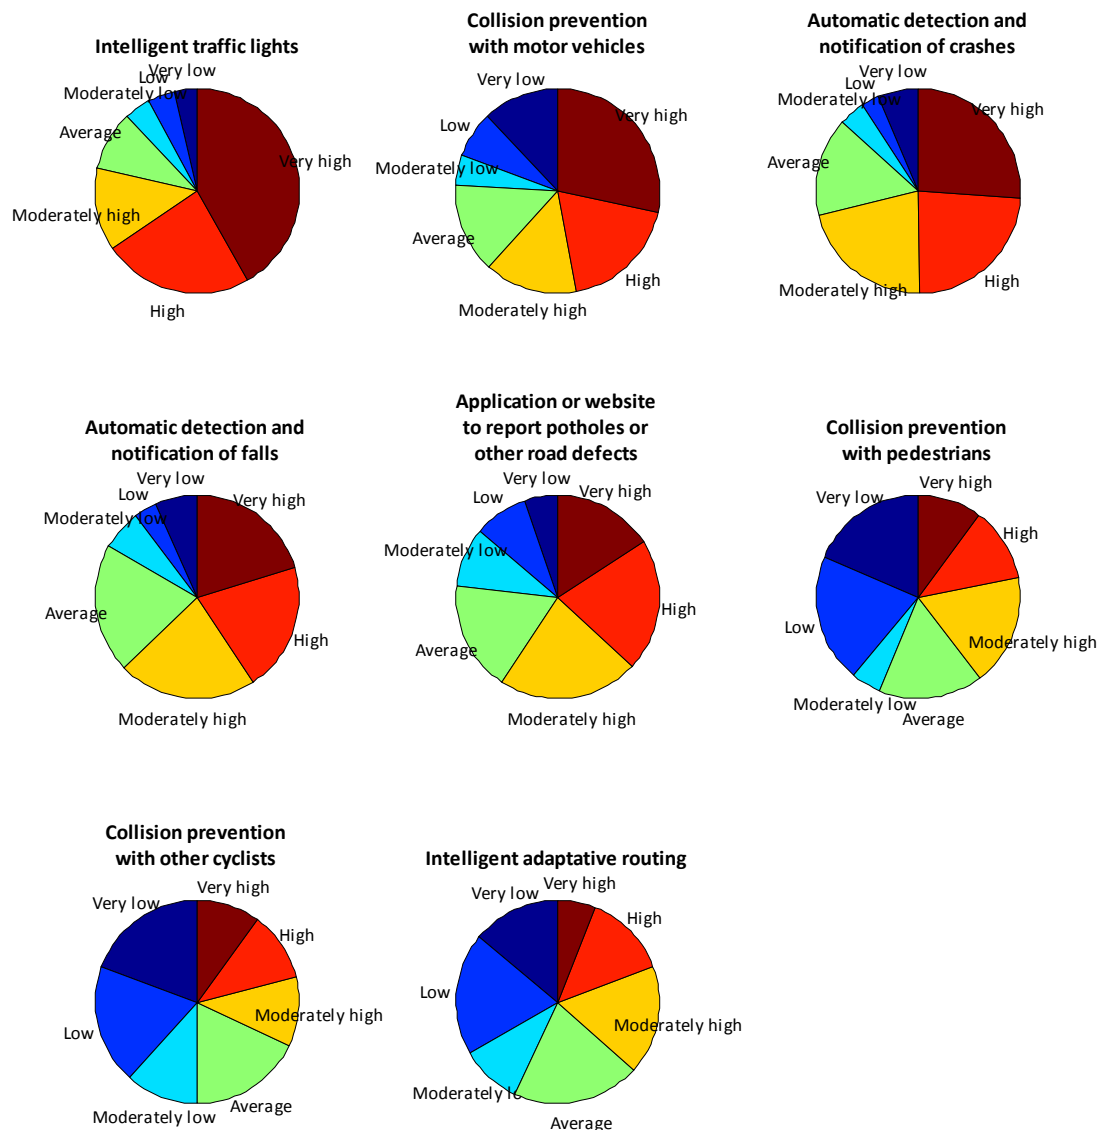 Intelligent traffic lights
Very low
Low
Moderately low
Average
Very high
Moderately high
High
Collision prevention
with motor vehicles
Very low
Very high
Low
Moderately low
Average
High
Moderately high
Automatic detection and
notification of crashes
Very low
Low
Moderately low
Very high
Average
High
Moderately high
Automatic detection and
notification of falls
Very low
Low
Very high
Moderately low
Average
High
Moderately high
Application or website
to report potholes or
other road defects
Very low
Very high
Low
Moderately low
High
Average
Moderately high
Collision prevention
with pedestrians
Very high
Very low
High
Low
Moderately high
Moderately low
Average
Collision prevention
with other cyclists
Very high
Very low
High
Moderately high
Low
Average
Moderately low
Intelligent adaptative routing
Very high
Very low
High
Low
Moderately high
Moderately lo
Average